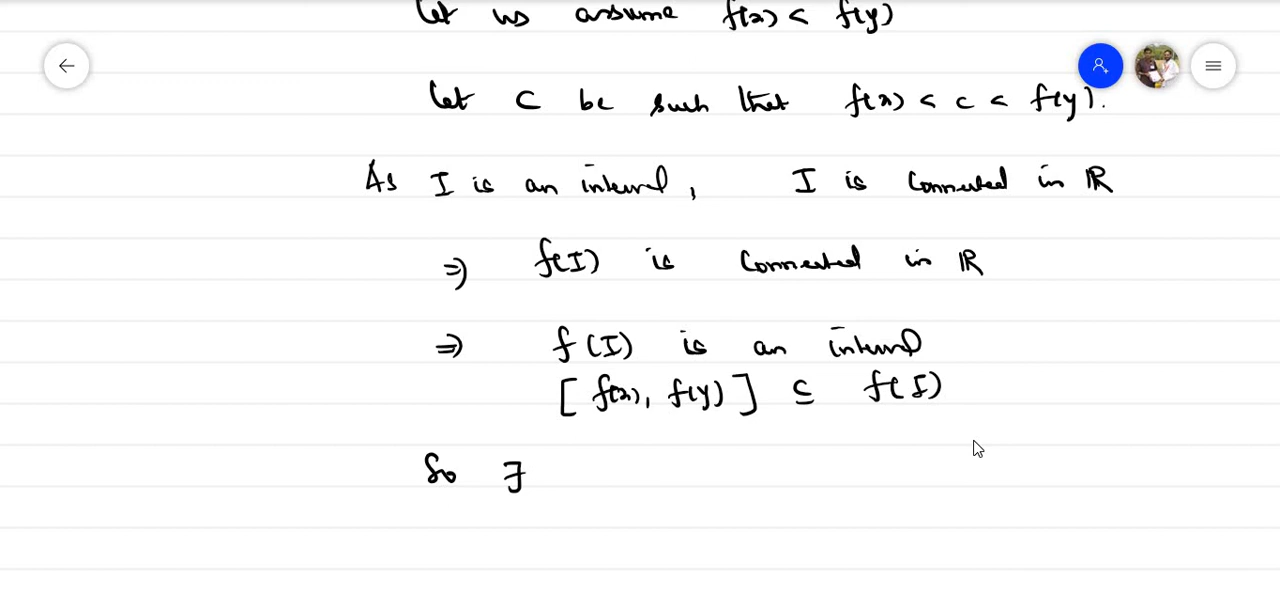 let us assume f(x) < f(y)
let c be such that f(x) < c < f(y).
As I is an interval, I is connected in ℝ
⇒ f(I) is connected in ℝ
⇒ f(I) is an interval
[f(x), f(y)] ⊆ f(I)
So ∃